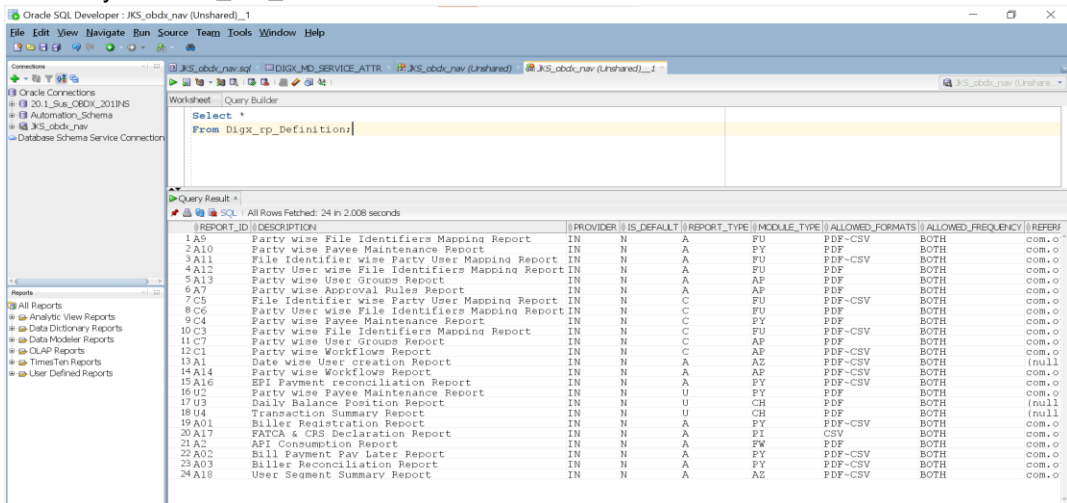 Oracle SQL Developer : JKS_obdx_nav (Unshared)__1
File Edit View Navigate Run Source Team Tools Window Help
Connections
JKS_obdx_nav.sql DIGX_MD_SERVICE_ATTR JKS_obdx_nav (Unshared) JKS_obdx_nav (Unshared)__1
JKS_obdx_nav (Unshare...
Oracle Connections
20.1_Sus_OBDX_201INS
Automation_Schema
JKS_obdx_nav
Database Schema Service Connection
Worksheet Query Builder
Select *
From Digx_rp_Definition;
Query Result
SQL | All Rows Fetched: 24 in 2.008 seconds
REPORT_ID DESCRIPTION PROVIDER IS_DEFAULT REPORT_TYPE MODULE_TYPE ALLOWED_FORMATS ALLOWED_FREQUENCY
1 A9 Party wise File Identifiers Mapping Report IN N A FU PDF~CSV BOTH com.o
2 A10 Party wise Payee Maintenance Report IN N A PY PDF BOTH com.o
3 A11 File Identifier wise Party User Mapping Report IN N A FU PDF~CSV BOTH com.o
4 A12 Party User wise File Identifiers Mapping Report IN N A FU PDF BOTH com.o
5 A13 Party wise User Groups Report IN N A AP PDF BOTH com.o
6 A7 Party wise Approval Rules Report IN N A AP PDF BOTH com.o
7 C5 File Identifier wise Party User Mapping Report IN N C FU PDF~CSV BOTH com.o
8 C6 Party User wise File Identifiers Mapping Report IN N C FU PDF BOTH com.o
9 C4 Party wise Payee Maintenance Report IN N C PY PDF BOTH com.o
10 C3 Party wise File Identifiers Mapping Report IN N C FU PDF~CSV BOTH com.o
11 C7 Party wise User Groups Report IN N C AP PDF BOTH com.o
12 C1 Party wise Workflows Report IN N C AP PDF~CSV BOTH com.o
13 A1 Date wise User creation Report IN N A AZ PDF~CSV BOTH (null
14 A14 Party wise Workflows Report IN N A AP PDF~CSV BOTH com.o
15 A16 EPI Payment reconciliation Report IN N A PY PDF~CSV BOTH com.o
16 U2 Party wise Payee Maintenance Report IN N U PY PDF BOTH com.o
17 U3 Daily Balance Position Report IN N U CH PDF BOTH (null
18 U4 Transaction Summary Report IN N U CH PDF BOTH (null
19 A01 Biller Registration Report IN N A PY PDF~CSV BOTH com.o
20 A17 FATCA & CRS Declaration Report IN N A PI CSV BOTH com.o
21 A2 API Consumption Report IN N A FW PDF BOTH com.o
22 A02 Bill Payment Pay Later Report IN N A PY PDF~CSV BOTH com.o
23 A03 Biller Reconciliation Report IN N A PY PDF~CSV BOTH com.o
24 A18 User Segment Summary Report IN N A AZ PDF~CSV BOTH com.o
Reports
All Reports
Analytic View Reports
Data Dictionary Reports
Data Modeler Reports
OLAP Reports
TimesTen Reports
User Defined Reports